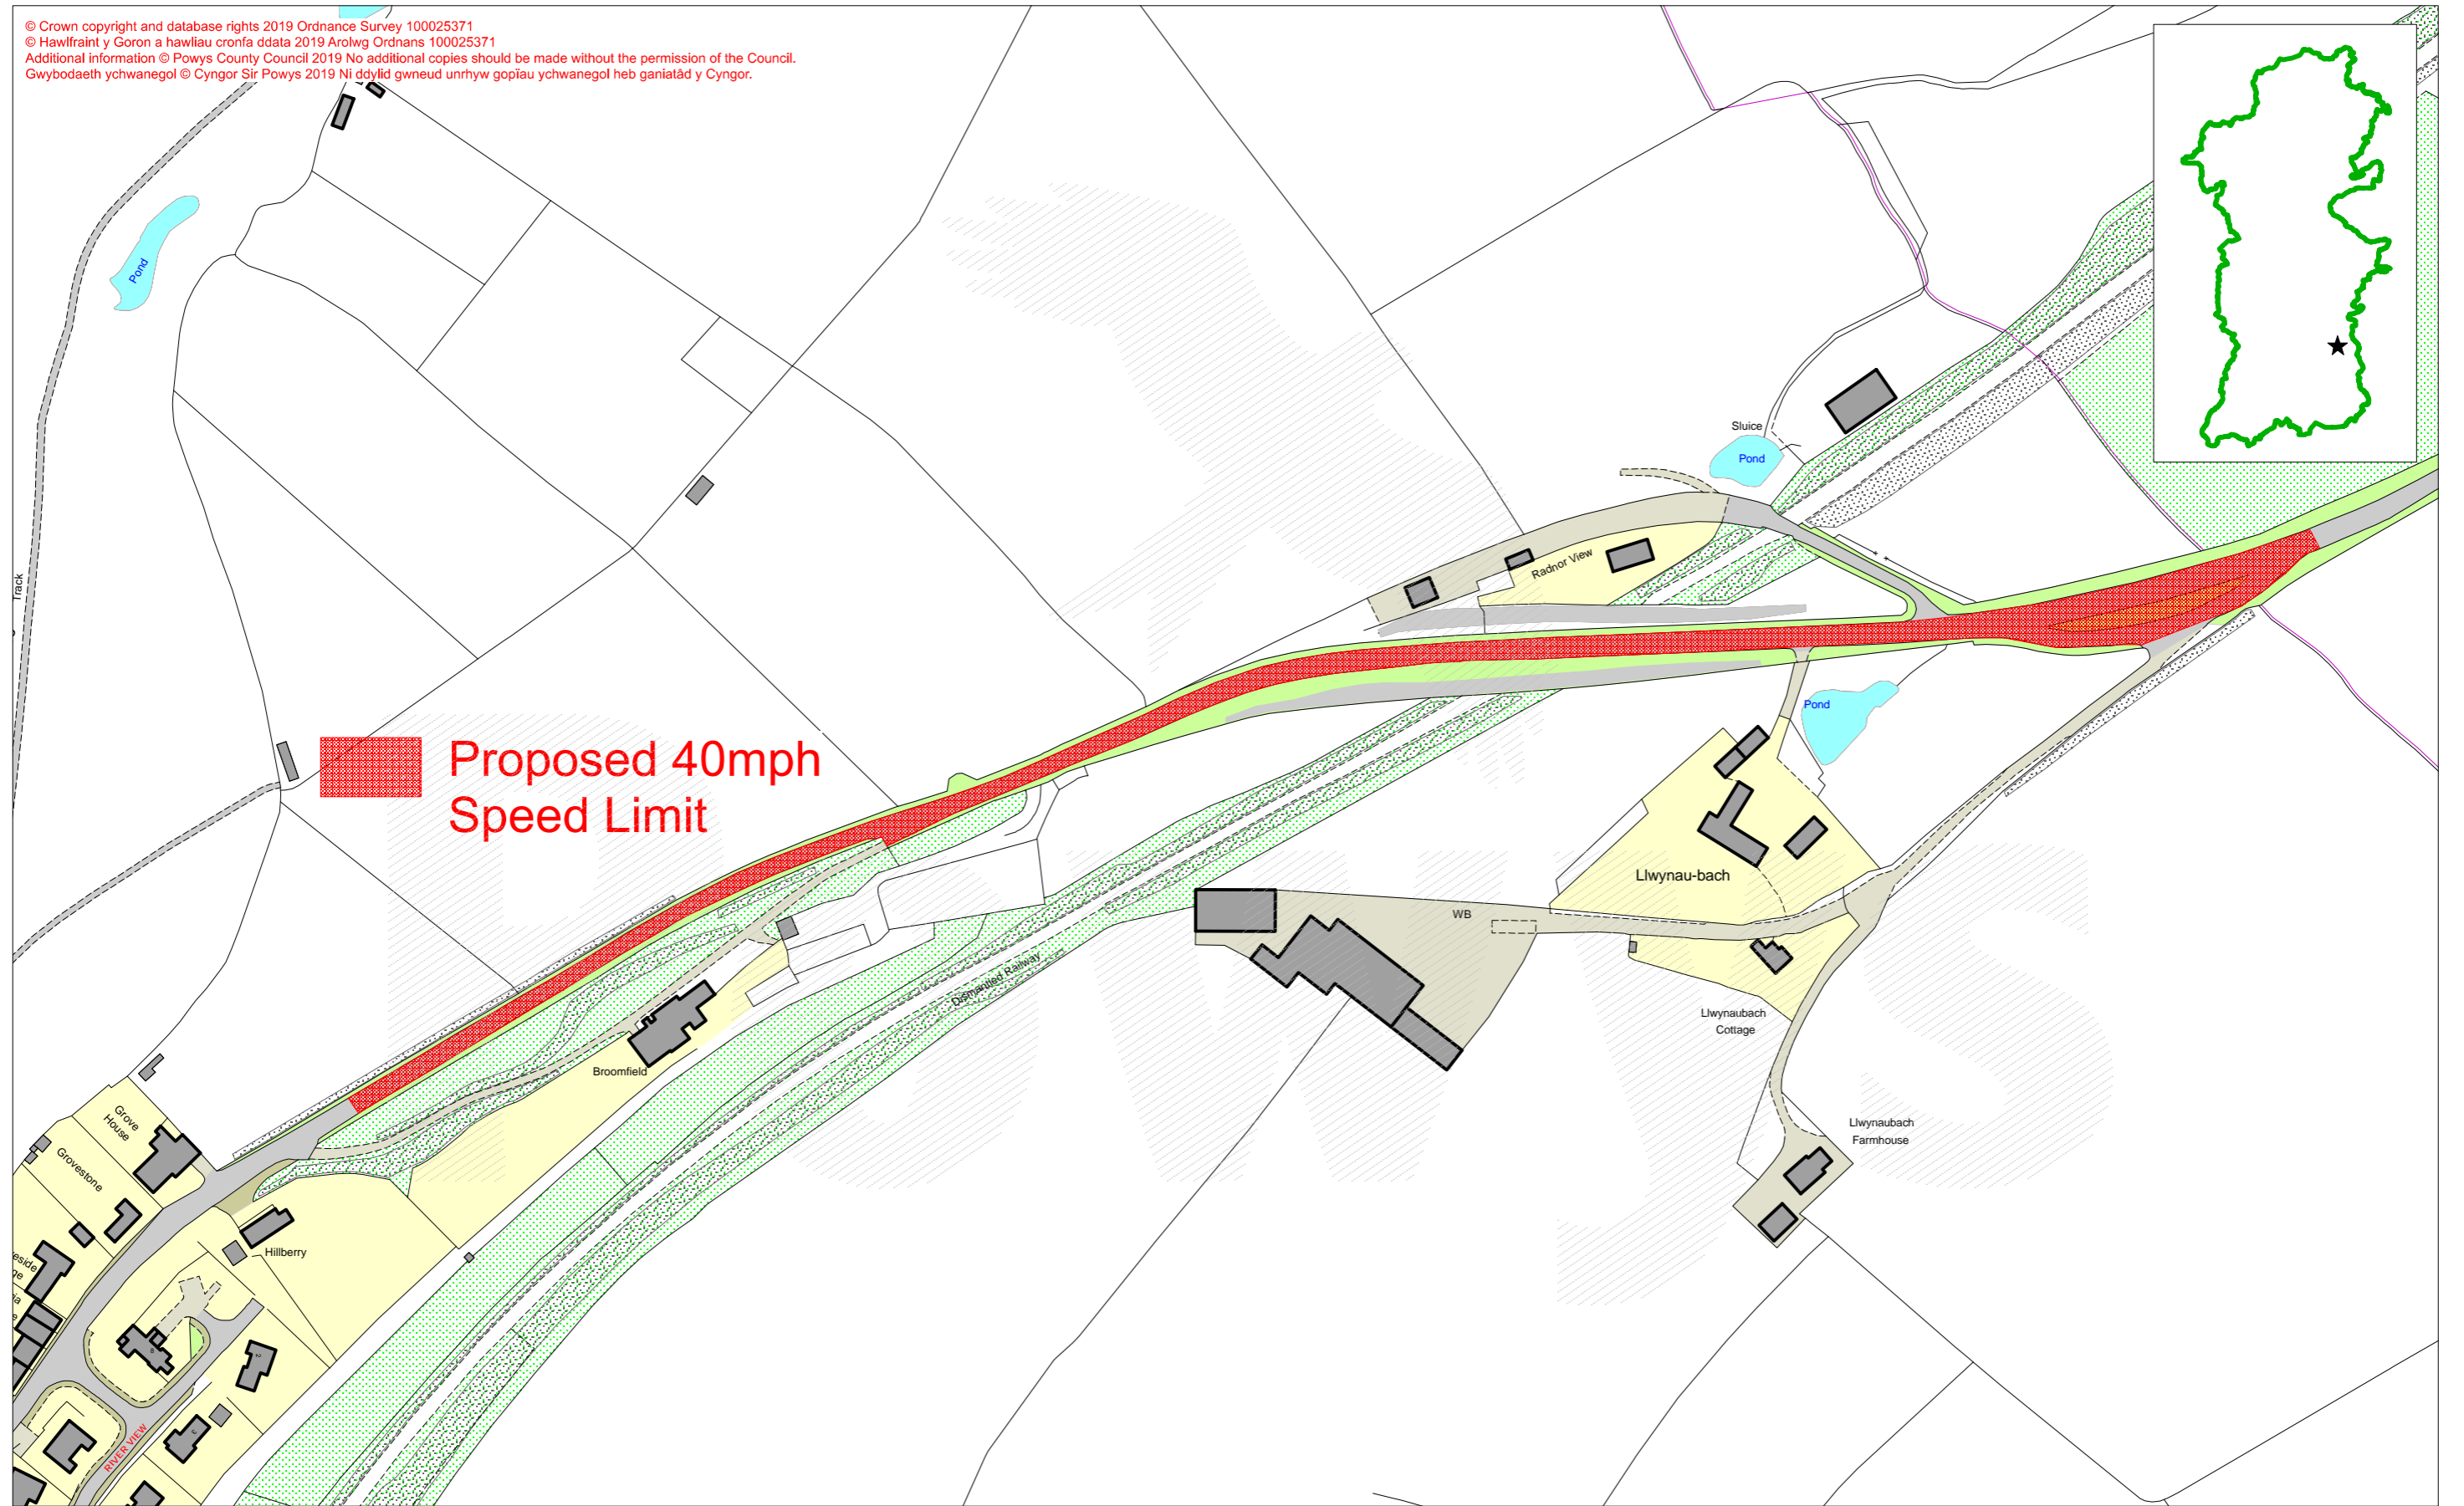 © Crown copyright and database rights 2019 Ordnance Survey 100025371
© Hawlfraint y Goron a hawliau cronfa ddata 2019 Arolwg Ordnans 100025371
Additional information © Powys County Council 2019 No additional copies should be made without the permission of the Council.
Gwybodaeth ychwanegol © Cyngor Sir Powys 2019 Ni ddylid gwneud unrhyw gopïau ychwanegol heb ganiatâd y Cyngor.
Pond
Sluice
Pond
Radnor View
Track
Pond
Proposed 40mph
Speed Limit
Llwynau-bach
WB
Dismantled Railway
Llwynaubach
Cottage
Broomfield
Grove
House
Llwynaubach
Farmhouse
Grovestone
Hillberry
2
3
RIVER VIEW